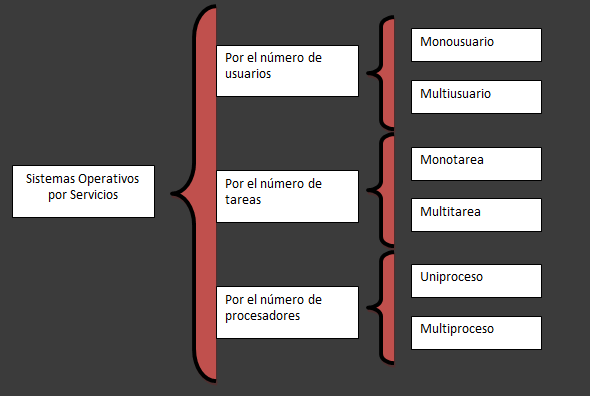 Sistemas Operativos
por Servicios
Por el número de
usuarios
Monousuario
Multiusuario
Por el número de
tareas
Monotarea
Multitarea
Por el número de
procesadores
Uniproceso
Multiproceso